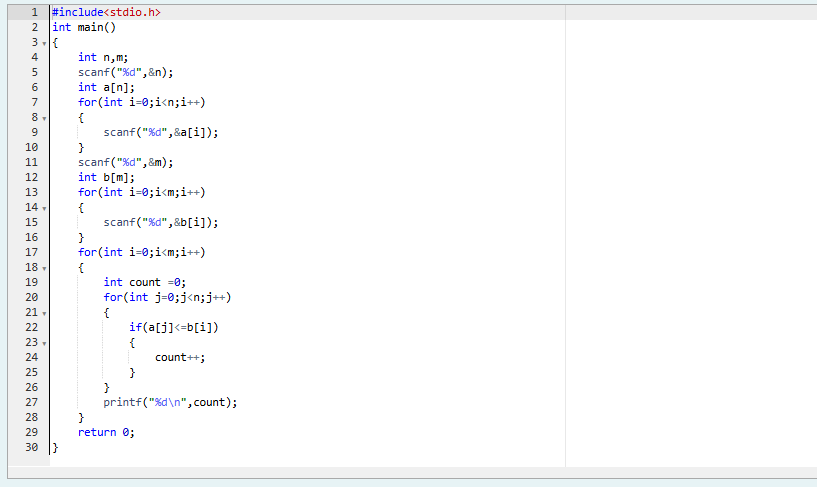 1 #include<stdio.h>
2 int main()
3 {
4 int n,m;
5 scanf("%d",&n);
6 int a[n];
7 for(int i=0;i<n;i++)
8 {
9 scanf("%d",&a[i]);
10 }
11 scanf("%d",&m);
12 int b[m];
13 for(int i=0;i<m;i++)
14 {
15 scanf("%d",&b[i]);
16 }
17 for(int i=0;i<m;i++)
18 {
19 int count =0;
20 for(int j=0;j<n;j++)
21 {
22 if(a[j]<=b[i])
23 {
24 count++;
25 }
26 }
27 printf("%d\n",count);
28 }
29 return 0;
30 }